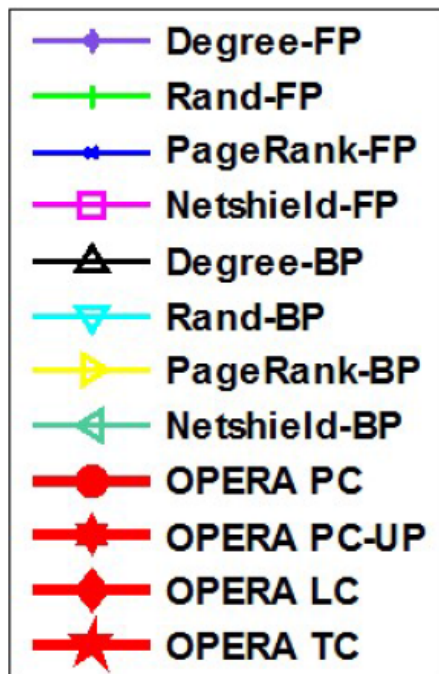 Degree-FP
Rand-FP
PageRank-FP
Netshield-FP
Degree-BP
Rand-BP
PageRank-BP
Netshield-BP
OPERA PC
OPERA PC-UP
OPERA LC
OPERA TC